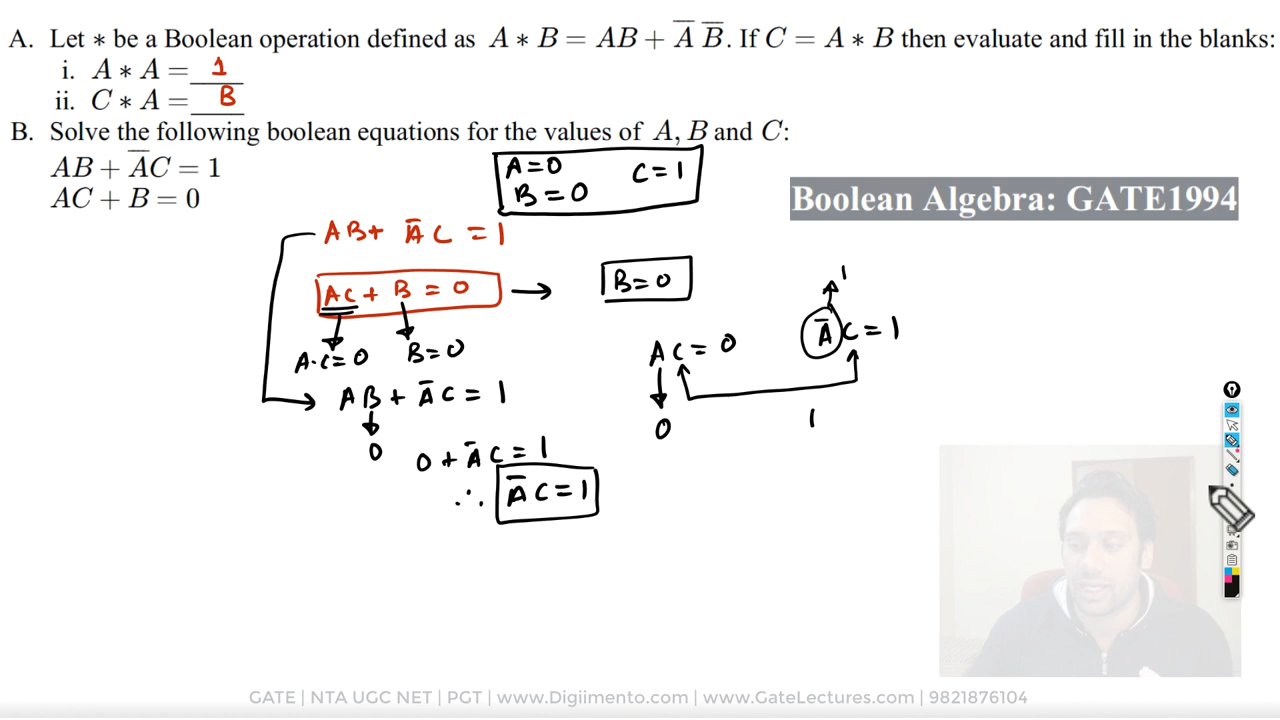 A. Let * be a Boolean operation defined as A * B = AB + A̅ B̅. If C = A * B then evaluate and fill in the blanks:
i. A * A = 1
ii. C * A = B
B. Solve the following boolean equations for the values of A, B and C:
AB + A̅C = 1
AC + B = 0
A=0
B=0
C=1
Boolean Algebra: GATE1994
AB+ A̅C =1
AC + B = 0
B=0
A·C=0
B=0
AB + A̅C = 1
0
0 + A̅C = 1
∴ A̅C=1
AC=0
0
1
A̅C=1
1
GATE | NTA UGC NET | PGT | www.Digiimento.com | www.GateLectures.com | 9821876104